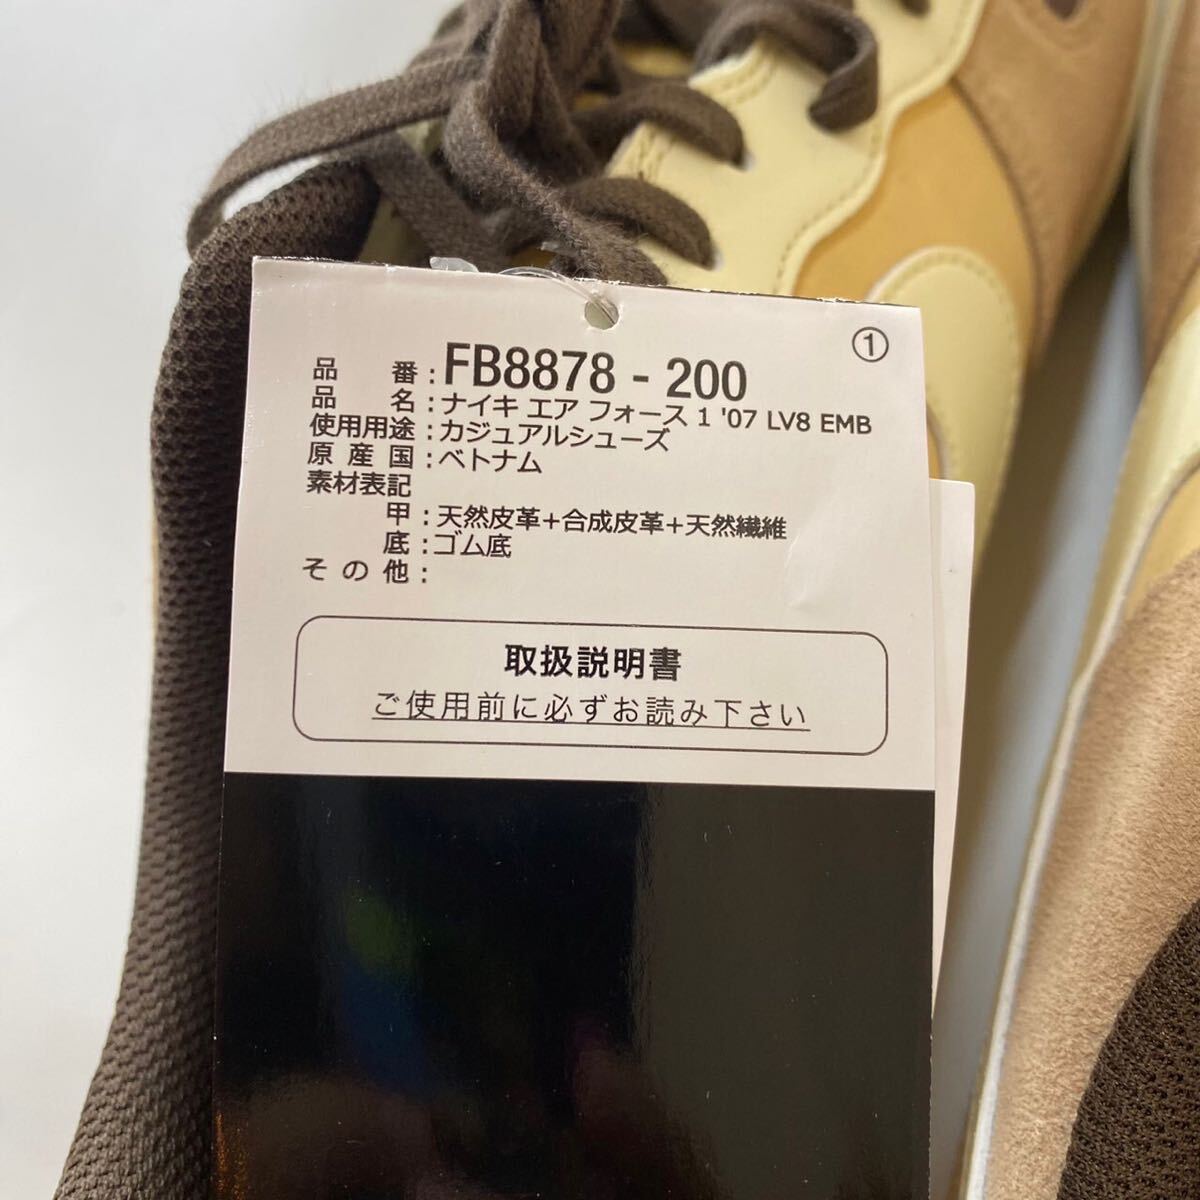 ①
品番:FB8878-200
品名:ナイキ エア フォース 1 '07 LV8 EMB
使用用途:カジュアルシューズ
原産国:ベトナム
素材表記
甲:天然皮革+合成皮革+天然繊維
底:ゴム底
その他:
取扱説明書
ご使用前に必ずお読み下さい